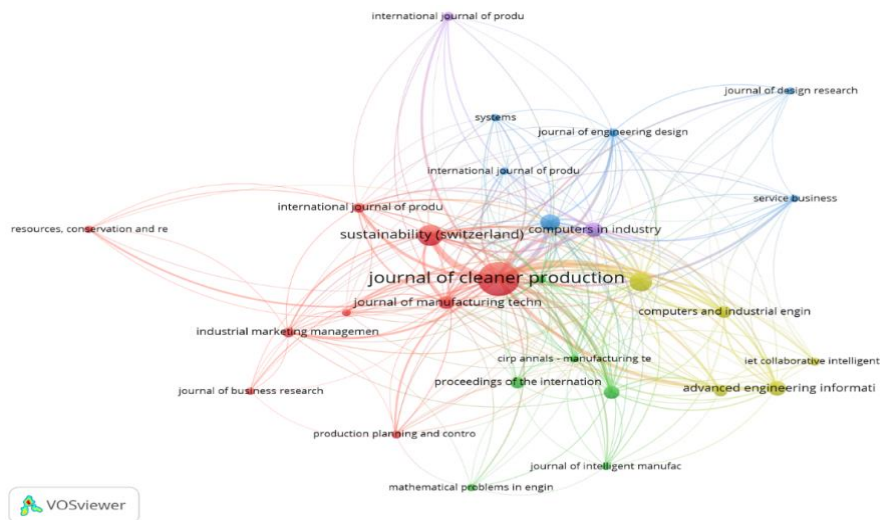 international journal of produ
journal of design research
systems
journal of engineering design
international journal of produ
service business
international journal of produ
resources, conservation and re
sustainability (switzerland)
computers in industry
journal of cleaner production
journal of manufacturing techn
computers and industrial engin
industrial marketing managemen
cirp annals - manufacturing te
iet collaborative intelligent
proceedings of the internation
advanced engineering informati
journal of business research
production planning and contro
journal of intelligent manufac
mathematical problems in engin
VOSviewer